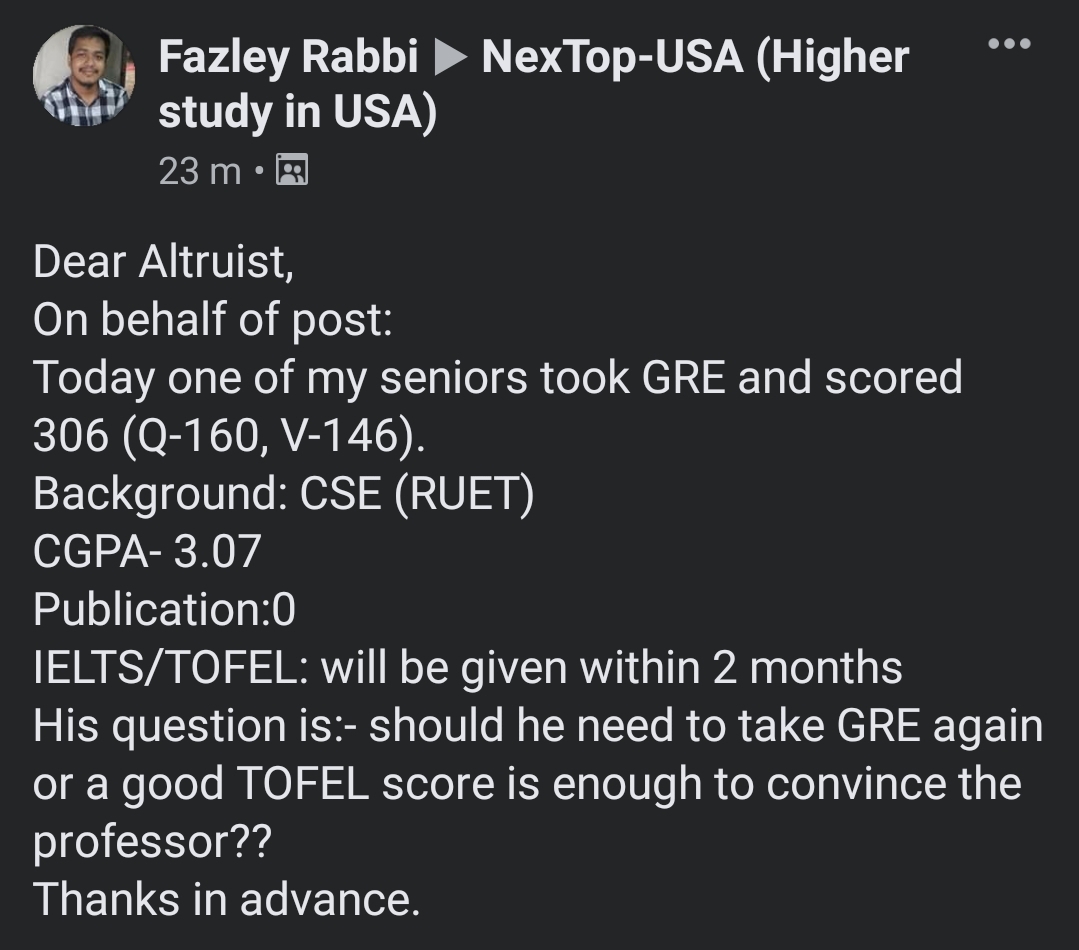 Fazley Rabbi ▶ NexTop-USA (Higher
study in USA)
23 m •
Dear Altruist,
On behalf of post:
Today one of my seniors took GRE and scored
306 (Q-160, V-146).
Background: CSE (RUET)
CGPA- 3.07
Publication:0
IELTS/TOFEL: will be given within 2 months
His question is:- should he need to take GRE again
or a good TOFEL score is enough to convince the
professor??
Thanks in advance.